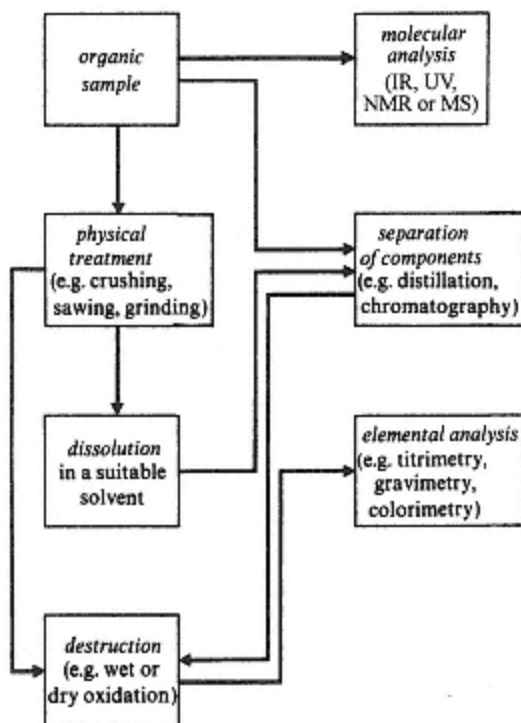 organic
sample
molecular
analysis
(IR, UV,
NMR or MS)
physical
treatment
(e.g. crushing,
sawing, grinding)
separation
of components
(e.g. distillation,
chromatography)
dissolution
in a suitable
solvent
elemental analysis
(e.g. titrimetry,
gravimetry,
colorimetry)
destruction
(e.g. wet or
dry oxidation)